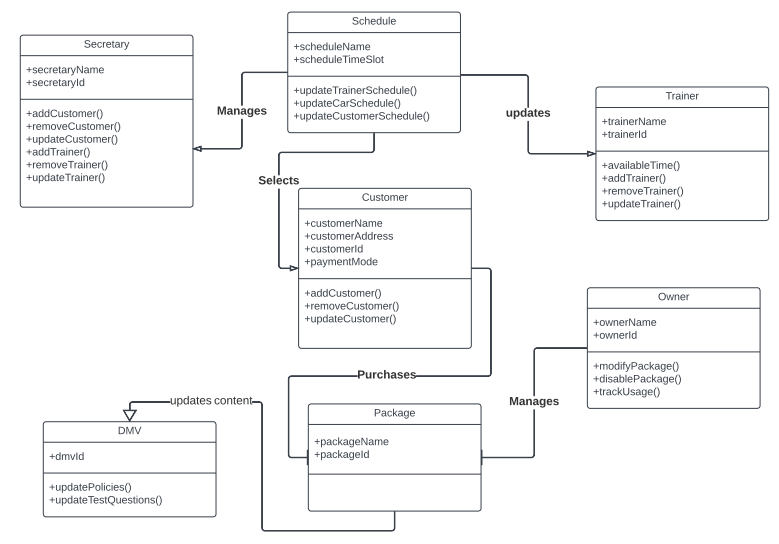 Schedule
+scheduleName
+scheduleTimeSlot
+updateTrainerSchedule()
+updateCarSchedule()
+updateCustomerSchedule()
Secretary
+secretaryName
+secretaryId
+addCustomer()
+removeCustomer()
+updateCustomer()
+addTrainer()
+removeTrainer()
+updateTrainer()
Manages
updates
Trainer
+trainerName
+trainerId
+availableTime()
+addTrainer()
+removeTrainer()
+updateTrainer()
Selects
Customer
+customerName
+customerAddress
+customerId
+paymentMode
+addCustomer()
+removeCustomer()
+updateCustomer()
Owner
+ownerName
+ownerId
+modifyPackage()
+disablePackage()
+trackUsage()
Purchases
Manages
updates content
Package
+packageName
+packageId
DMV
+dmvId
+updatePolicies()
+updateTestQuestions()